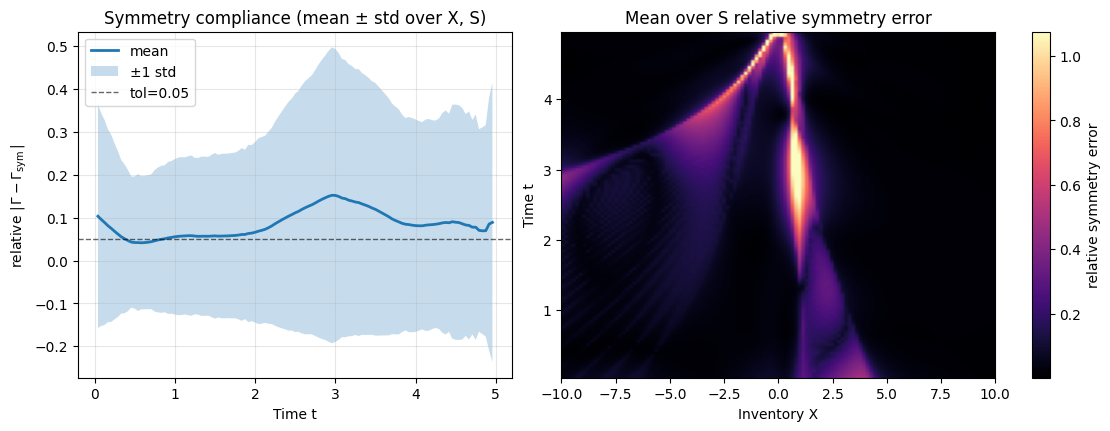 Symmetry compliance (mean ± std over X, S)
relative |Γ − Γsym|
0.5
0.4
0.3
0.2
0.1
0.0
−0.1
−0.2
mean
±1 std
tol=0.05
0 1 2 3 4 5
Time t
Mean over S relative symmetry error
Time t
4
3
2
1
−10.0 −7.5 −5.0 −2.5 0.0 2.5 5.0 7.5 10.0
Inventory X
1.0
0.8
0.6
0.4
0.2
relative symmetry error